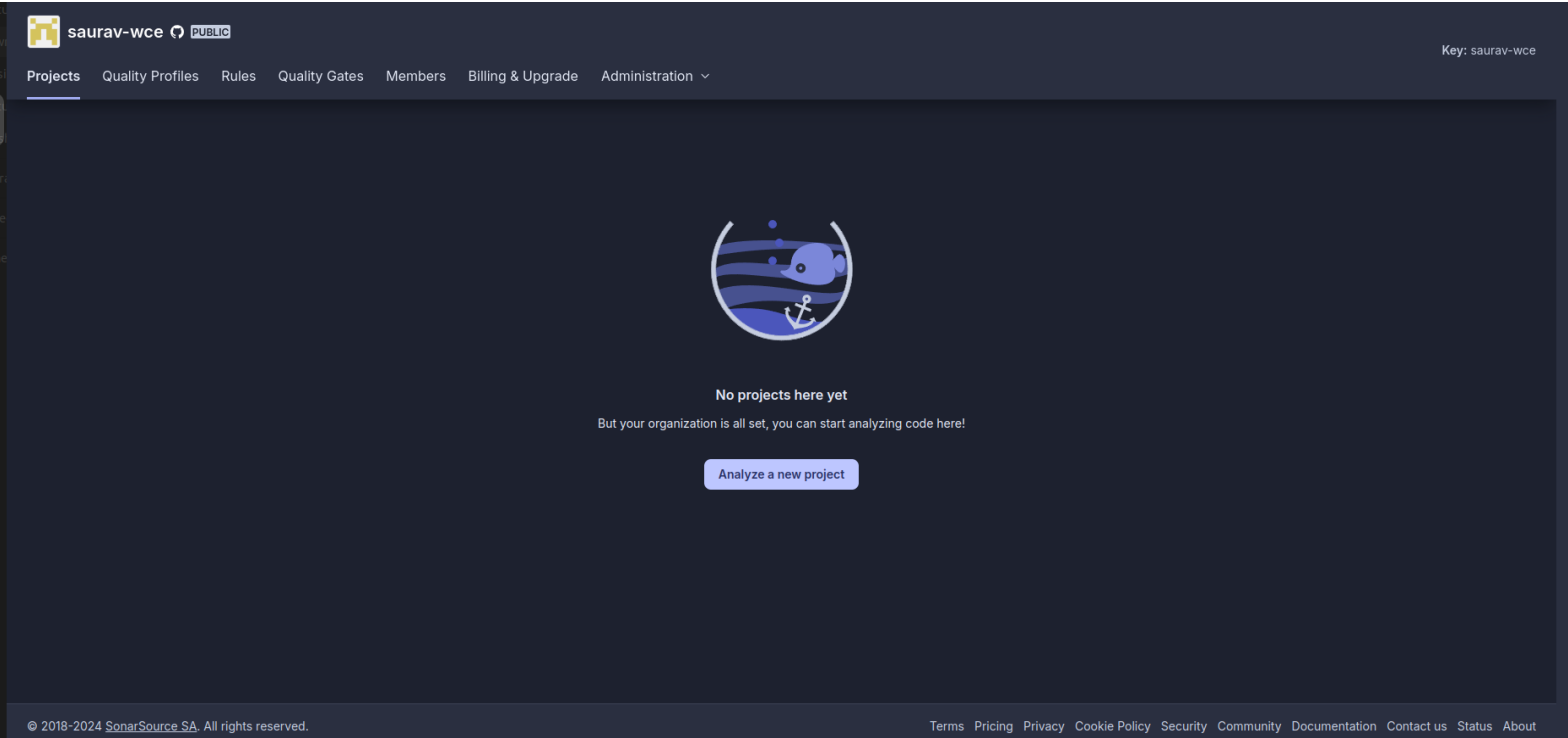 saurav-wce PUBLIC
Key: saurav-wce
Projects Quality Profiles Rules Quality Gates Members Billing & Upgrade Administration
No projects here yet
But your organization is all set, you can start analyzing code here!
Analyze a new project
© 2018-2024 SonarSource SA. All rights reserved. Terms Pricing Privacy Cookie Policy Security Community Documentation Contact us Status About